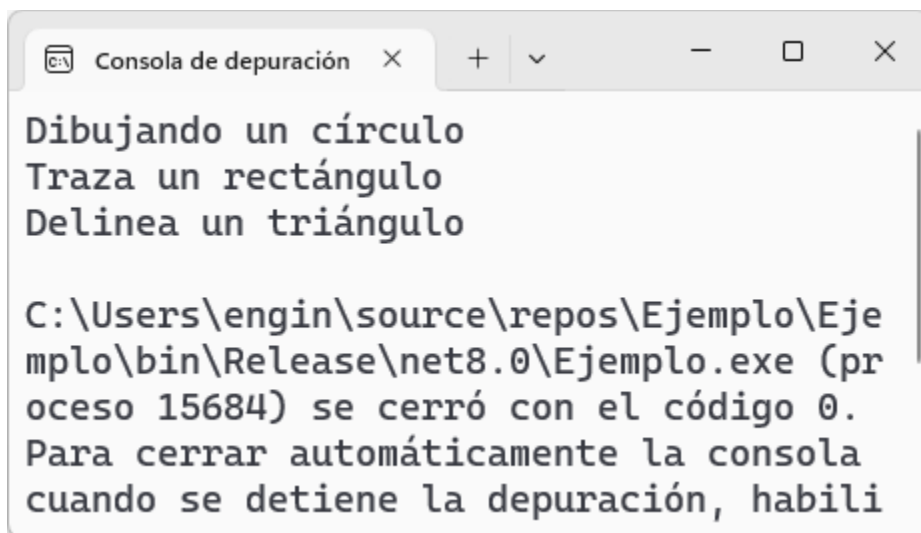 Consola de depuración
Dibujando un círculo
Traza un rectángulo
Delinea un triángulo
C:\Users\engin\source\repos\Ejemplo\Eje
mplo\bin\Release\net8.0\Ejemplo.exe (pr
oceso 15684) se cerró con el código 0.
Para cerrar automáticamente la consola
cuando se detiene la depuración, habili